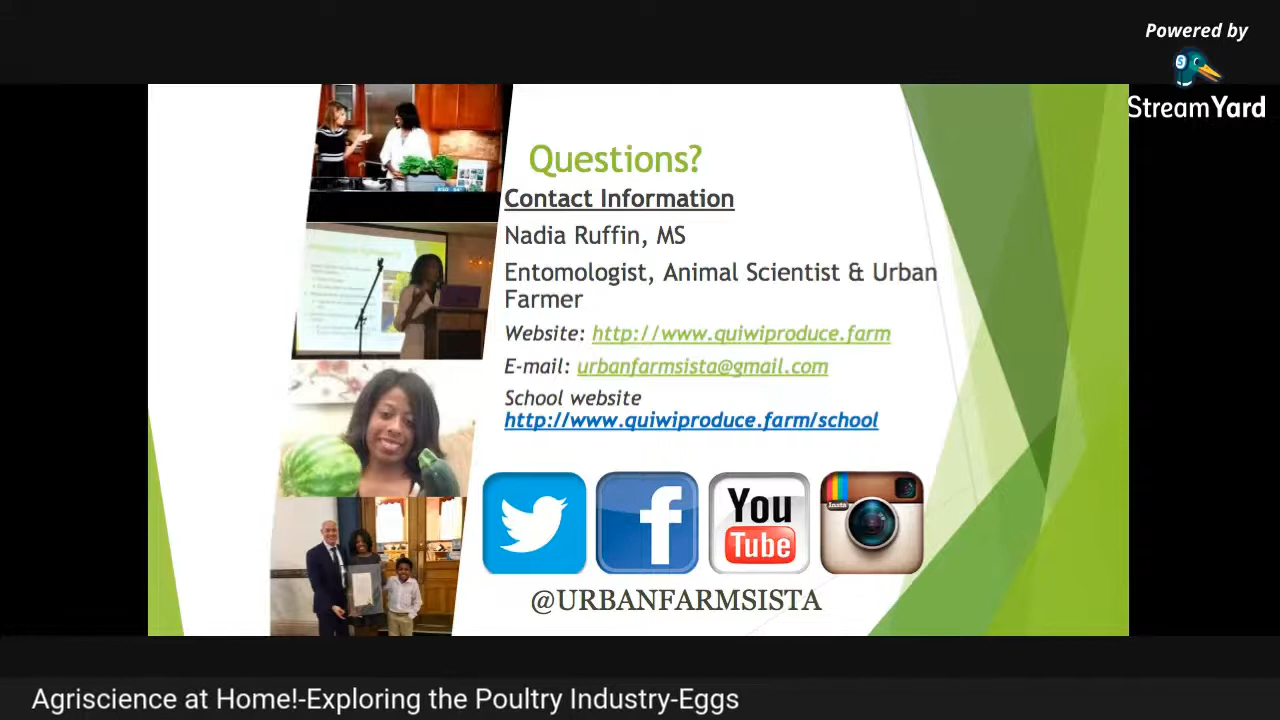 Powered by
StreamYard
Questions?
Contact Information
Nadia Ruffin, MS
Entomologist, Animal Scientist & Urban
Farmer
Website: http://www.quiwiproduce.farm
E-mail: urbanfarmsista@gmail.com
School website
http://www.quiwiproduce.farm/school
You
Tube
Insta
@URBANFARMSISTA
Agriscience at Home!-Exploring the Poultry Industry-Eggs